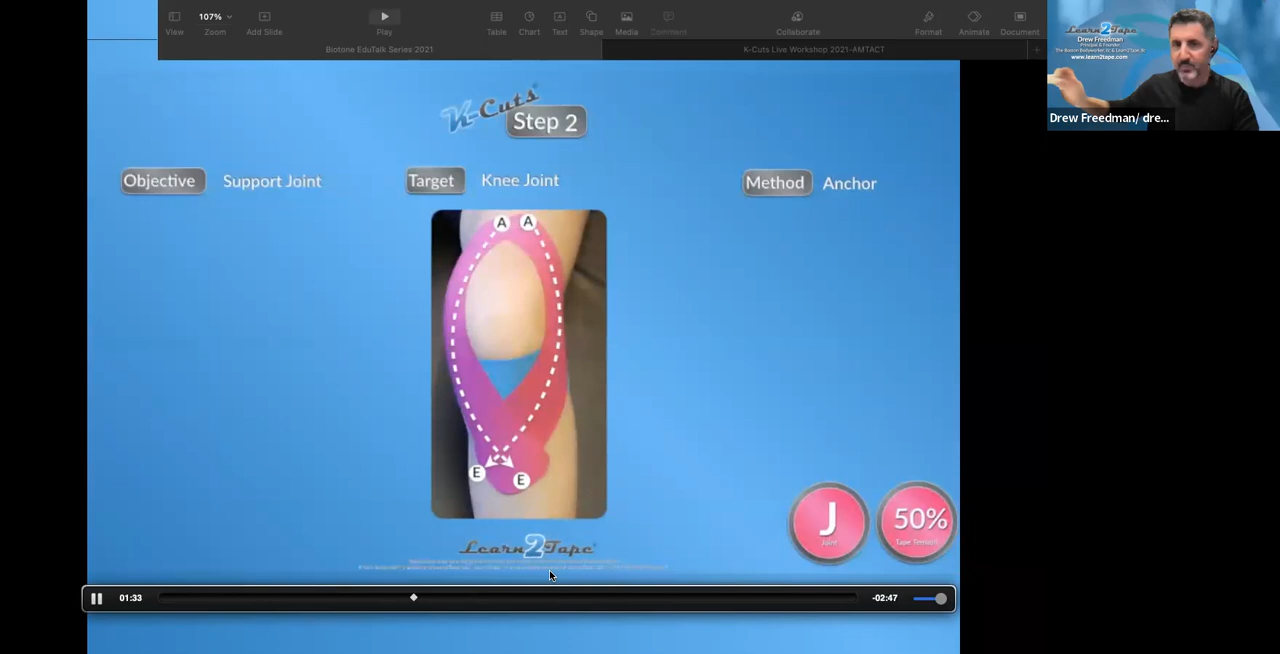 107%
View
Zoom
Add Slide
Play
Table
Chart
Text
Shape
Media
Comment
Collaborate
Format
Animate
Document
Biotone EduTalk Series 2021
K-Cuts Live Workshop 2021-AMTACT
Learn2Tape
Drew Freedman
www.learn2tape.com
Drew Freedman/ dre...
K-Cuts
Step 2
Objective Support Joint
Target Knee Joint
Method Anchor
A A
E
E
J
Joint
50%
Tape Tension
Learn2Tape
01:33
-02:47